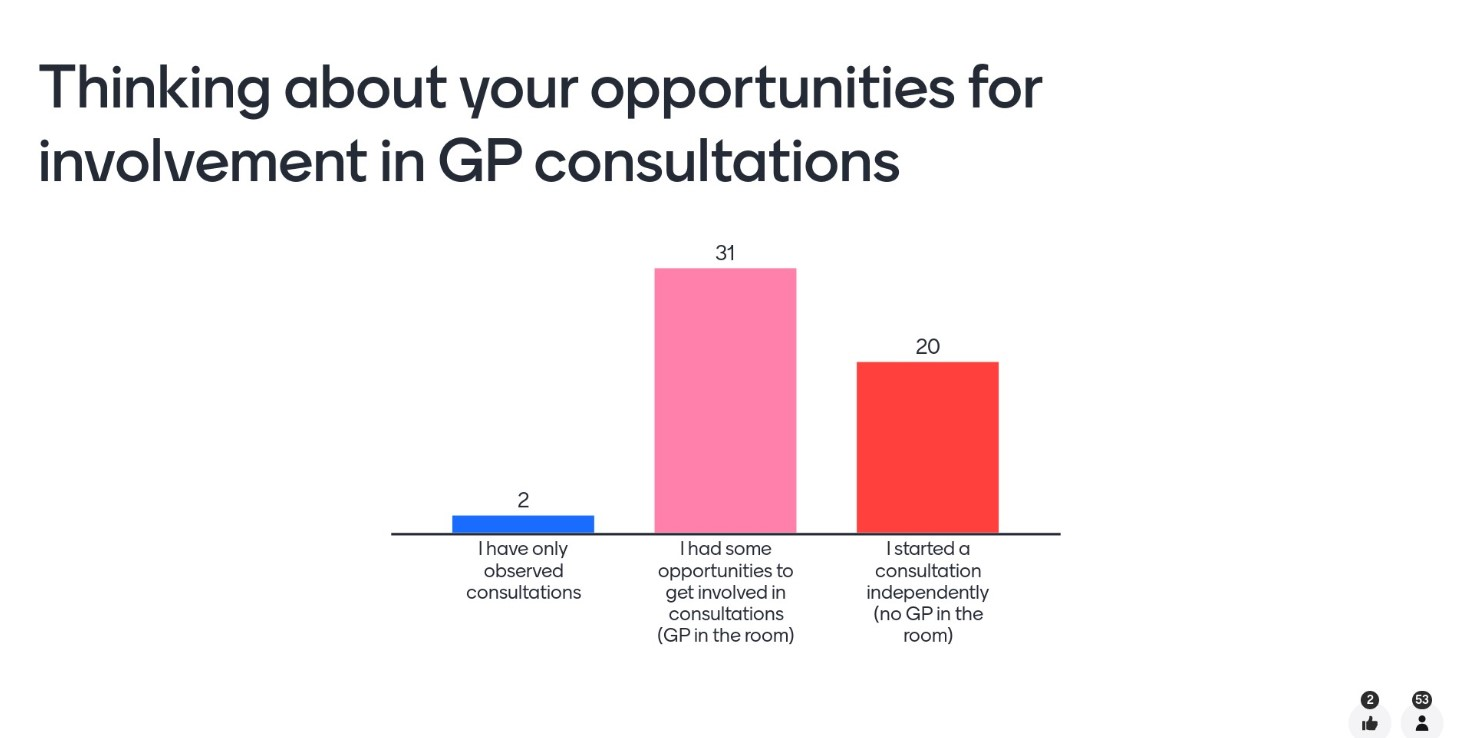 Thinking about your opportunities for
involvement in GP consultations
31
20
2
I have only
observed
consultations
I had some
opportunities to
get involved in
consultations
(GP in the room)
I started a
consultation
independently
(no GP in the
room)
2
53